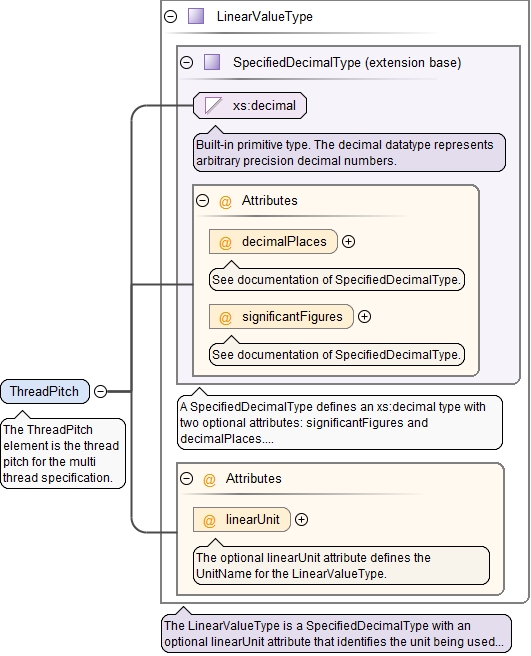 LinearValueType
SpecifiedDecimalType (extension base)
xs:decimal
Built-in primitive type. The decimal datatype represents
arbitrary precision decimal numbers.
@ Attributes
@ decimalPlaces
See documentation of SpecifiedDecimalType.
@ significantFigures
See documentation of SpecifiedDecimalType.
ThreadPitch
The ThreadPitch
element is the thread
pitch for the multi
thread specification.
A SpecifiedDecimalType defines an xs:decimal type with
two optional attributes: significantFigures and
decimalPlaces....
@ Attributes
@ linearUnit
The optional linearUnit attribute defines the
UnitName for the LinearValueType.
The LinearValueType is a SpecifiedDecimalType with an
optional linearUnit attribute that identifies the unit being used...